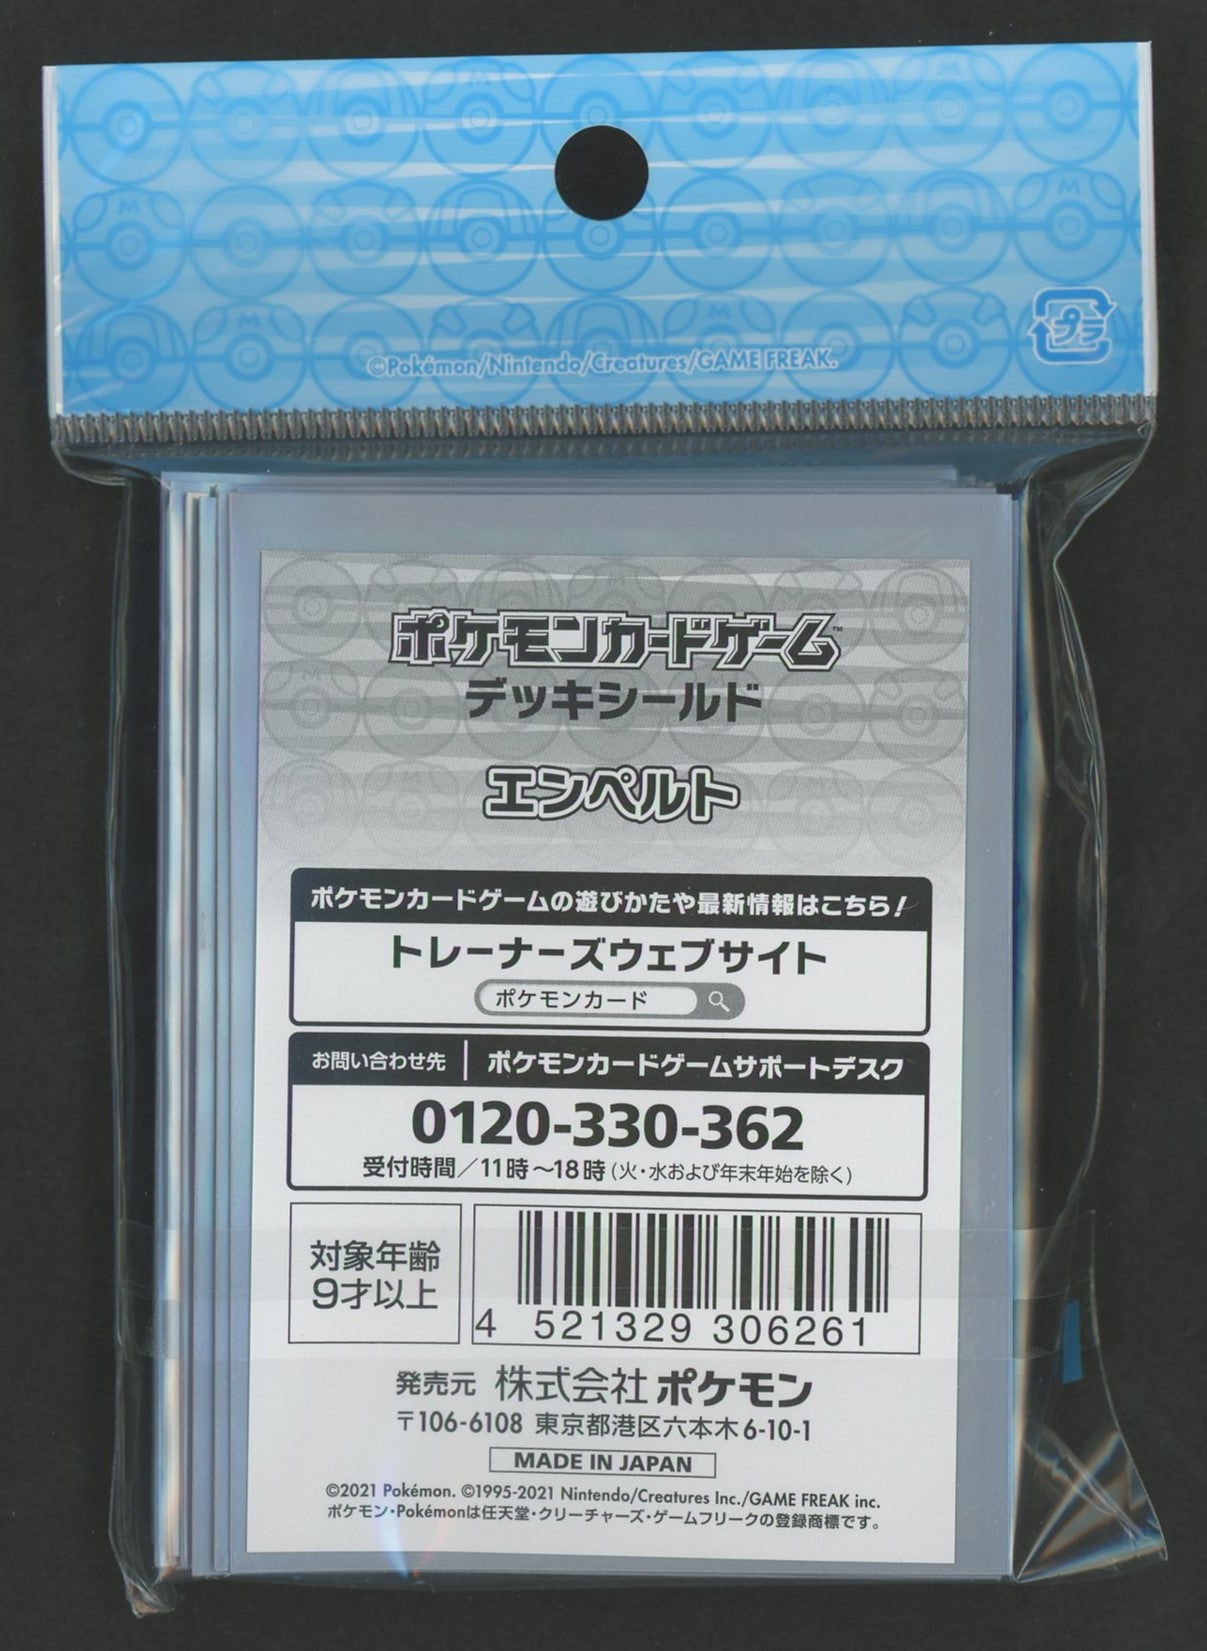 ©Pokémon/Nintendo/Creatures/GAME FREAK.
プラ
ポケモンカードゲーム™
デッキシールド
エンペルト
ポケモンカードゲームの遊びかたや最新情報はこちら!
トレーナーズウェブサイト
ポケモンカード
お問い合わせ先 ポケモンカードゲームサポートデスク
0120-330-362
受付時間/11時~18時(火・水および年末年始を除く)
対象年齢
9才以上
4 521329 306261
発売元 株式会社ポケモン
〒106-6108 東京都港区六本木6-10-1
MADE IN JAPAN
©2021 Pokémon. ©1995-2021 Nintendo/Creatures Inc./GAME FREAK inc.
ポケモン・Pokémonは任天堂・クリーチャーズ・ゲームフリークの登録商標です。